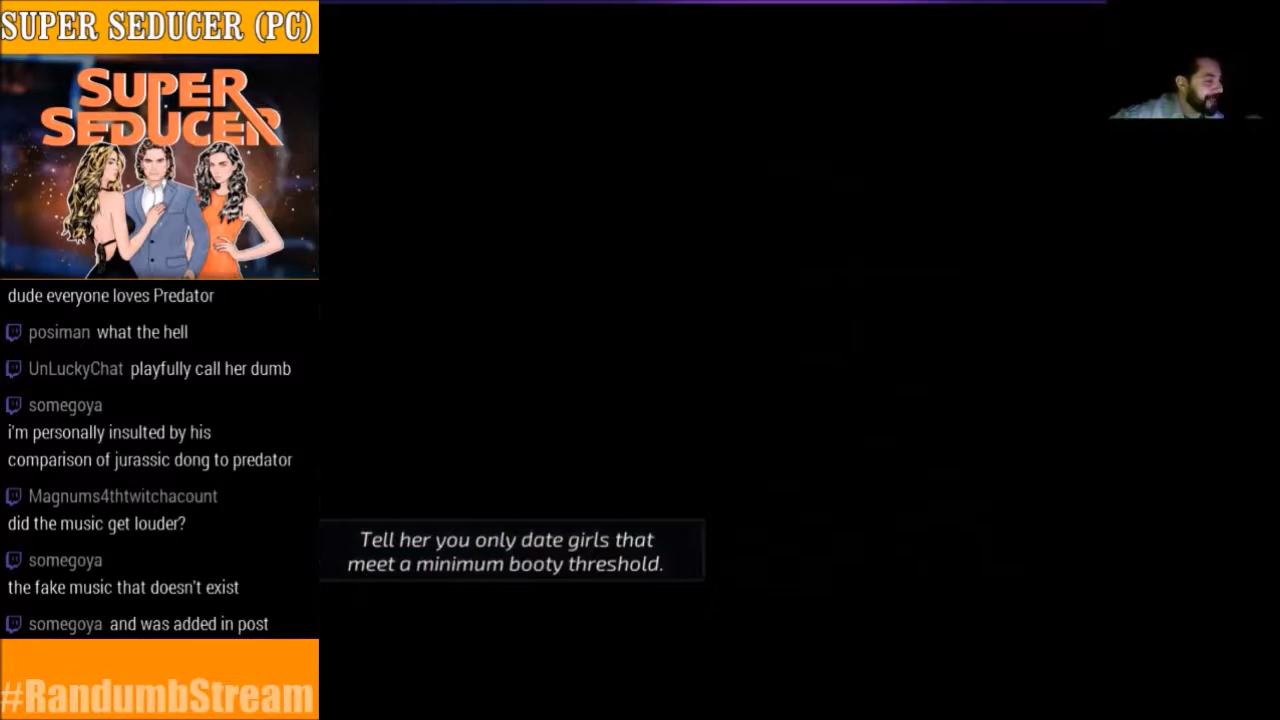 SUPER SEDUCER (PC)
SUPER
SEDUCER
dude everyone loves Predator
posiman what the hell
UnLuckyChat playfully call her dumb
somegoya
i'm personally insulted by his
comparison of jurassic dong to predator
Magnums4thtwitchacount
did the music get louder?
somegoya
the fake music that doesn't exist
somegoya and was added in post
#RandumbStream
Tell her you only date girls that
meet a minimum booty threshold.